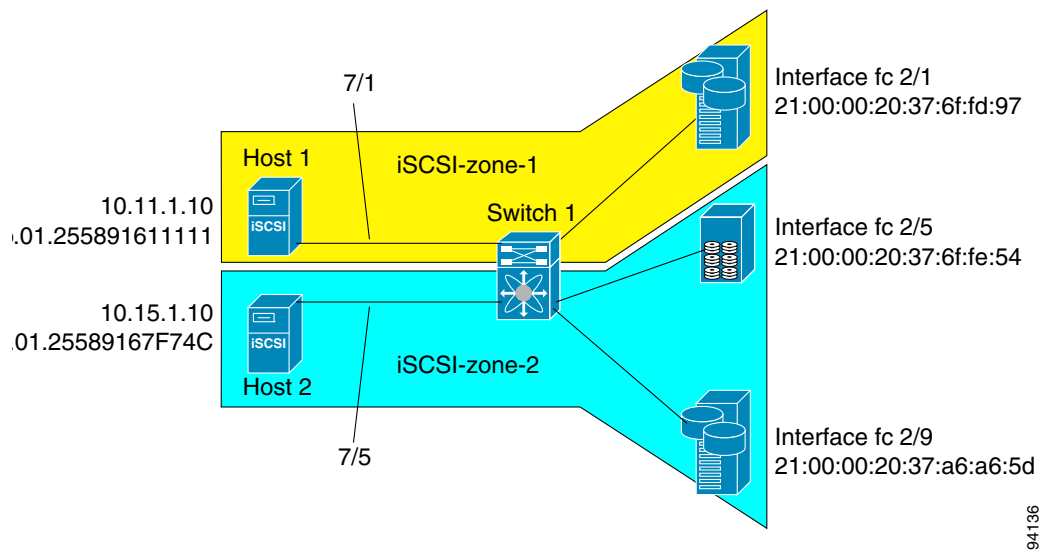 7/1
Interface fc 2/1
21:00:00:20:37:6f:fd:97
Host 1
iSCSI-zone-1
10.11.1.10
.01.255891611111
iSCSI
Switch 1
Interface fc 2/5
21:00:00:20:37:6f:fe:54
10.15.1.10
.01.25589167F74C
iSCSI
iSCSI-zone-2
Host 2
7/5
Interface fc 2/9
21:00:00:20:37:a6:a6:5d
94136